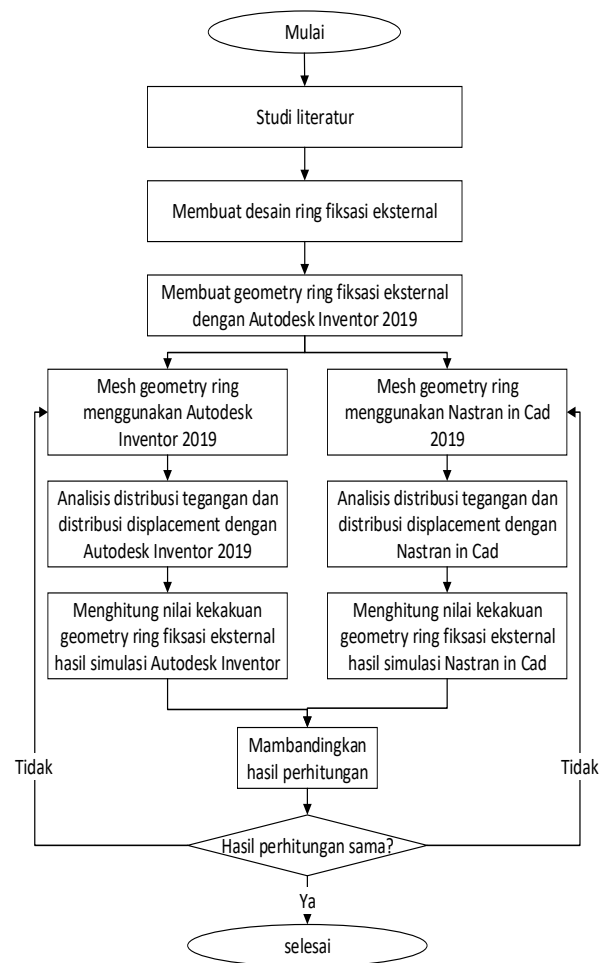 Mulai
Studi literatur
Membuat desain ring fiksasi eksternal
Membuat geometry ring fiksasi eksternal
dengan Autodesk Inventor 2019
Mesh geometry ring
menggunakan Autodesk
Inventor 2019
Mesh geometry ring
menggunakan Nastran in Cad
2019
Analisis distribusi tegangan dan
distribusi displacement dengan
Autodesk Inventor 2019
Analisis distribusi tegangan dan
distribusi displacement dengan
Nastran in Cad
Menghitung nilai kekakuan
geometry ring fiksasi eksternal
hasil simulasi Autodesk Inventor
Menghitung nilai kekakuan
geometry ring fiksasi eksternal
hasil simulasi Nastran in Cad
Mambandingkan
hasil perhitungan
Tidak
Tidak
Hasil perhitungan sama?
Ya
selesai